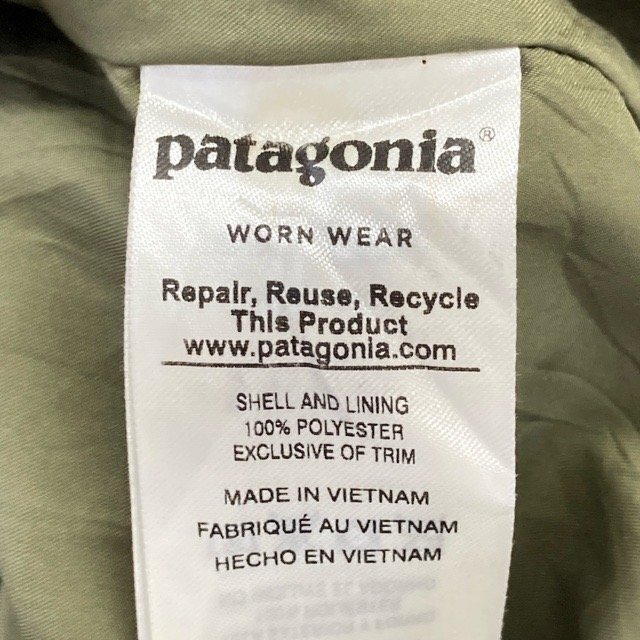 patagonia®
WORN WEAR
Repair, Reuse, Recycle
This Product
www.patagonia.com
SHELL AND LINING
100% POLYESTER
EXCLUSIVE OF TRIM
MADE IN VIETNAM
FABRIQUÉ AU VIETNAM
HECHO EN VIETNAM